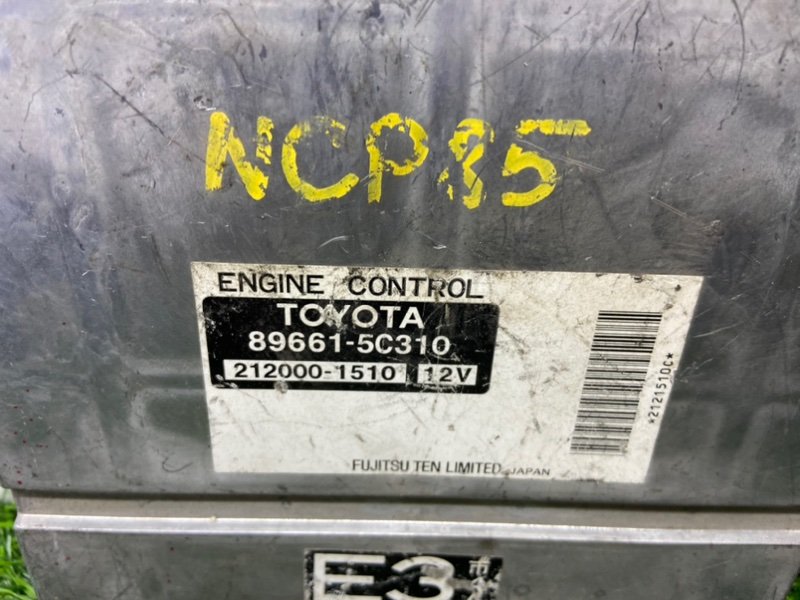 NCP85
ENGINE CONTROL
TOYOTA
89661-5C310
212000-1510 12V
*2121510C*
FUJITSU TEN LIMITED JAPAN
E3